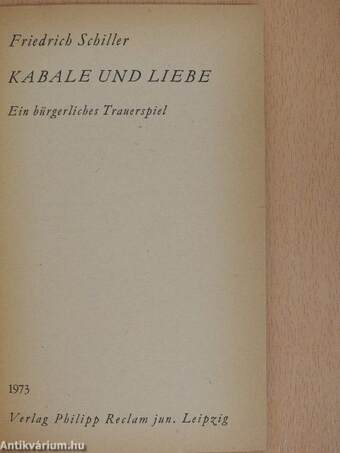 Friedrich Schiller
KABALE UND LIEBE
Ein bürgerliches Trauerspiel
1973
Verlag Philipp Reclam jun. Leipzig
Antikvárium.hu